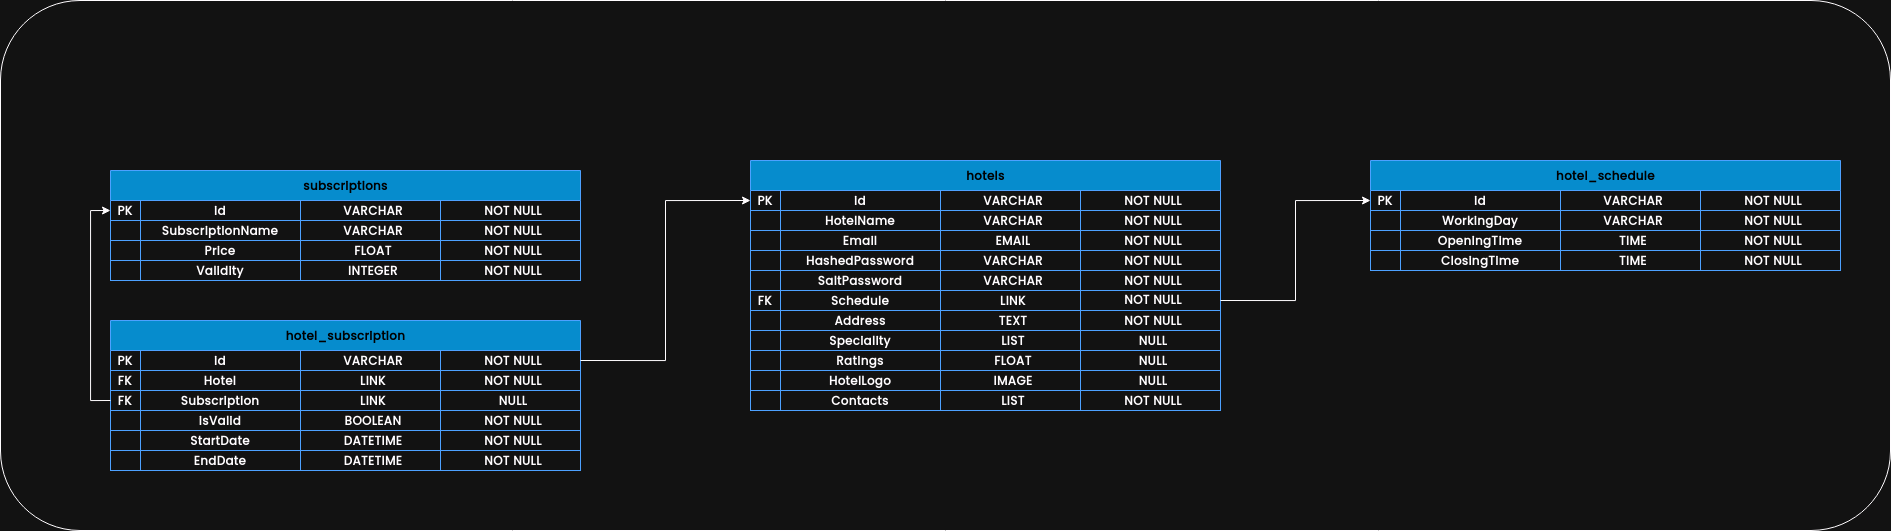 subscriptions
PK Id VARCHAR NOT NULL
SubscriptionName VARCHAR NOT NULL
Price FLOAT NOT NULL
Validity INTEGER NOT NULL
hotel_subscription
PK Id VARCHAR NOT NULL
FK Hotel LINK NOT NULL
FK Subscription LINK NULL
IsValid BOOLEAN NOT NULL
StartDate DATETIME NOT NULL
EndDate DATETIME NOT NULL
hotels
PK Id VARCHAR NOT NULL
HotelName VARCHAR NOT NULL
Email EMAIL NOT NULL
HashedPassword VARCHAR NOT NULL
SaltPassword VARCHAR NOT NULL
FK Schedule LINK NOT NULL
Address TEXT NOT NULL
Speciality LIST NULL
Ratings FLOAT NULL
HotelLogo IMAGE NULL
Contacts LIST NOT NULL
hotel_schedule
PK Id VARCHAR NOT NULL
WorkingDay VARCHAR NOT NULL
OpeningTime TIME NOT NULL
ClosingTime TIME NOT NULL